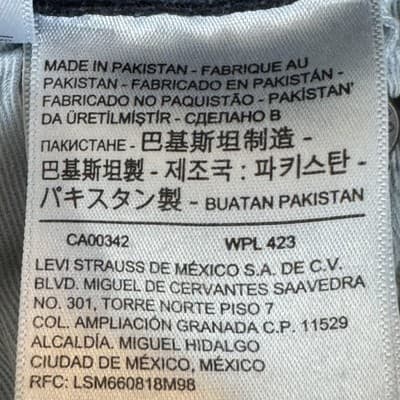 MADE IN PAKISTAN - FABRIQUE AU
PAKISTAN - FABRICADO EN PAKISTÁN -
FABRICADO NO PAQUISTÃO - PAKİSTAN'
DA ÜRETİLMİŞTİR - СДЕЛАНО В
ПАКИСТАНЕ - 巴基斯坦制造 -
巴基斯坦製 - 제조국 : 파키스탄 -
パキスタン製 - BUATAN PAKISTAN
CA00342 WPL 423
LEVI STRAUSS DE MÉXICO S.A. DE C.V.
BLVD. MIGUEL DE CERVANTES SAAVEDRA
NO. 301, TORRE NORTE PISO 7
COL. AMPLIACIÓN GRANADA C.P. 11529
ALCALDÍA. MIGUEL HIDALGO
CIUDAD DE MÉXICO, MÉXICO
RFC: LSM660818M98